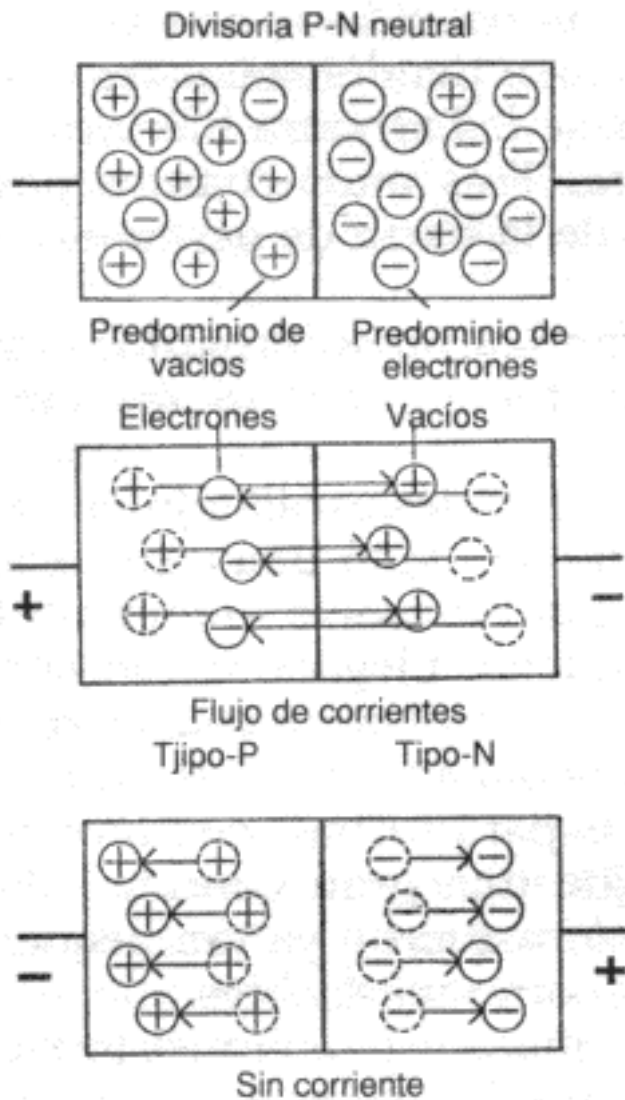 Divisoria P-N neutral
Predominio de vacios
Predominio de electrones
Electrones
Vacíos
+
−
Flujo de corrientes
Tjipo-P
Tipo-N
−
+
Sin corriente